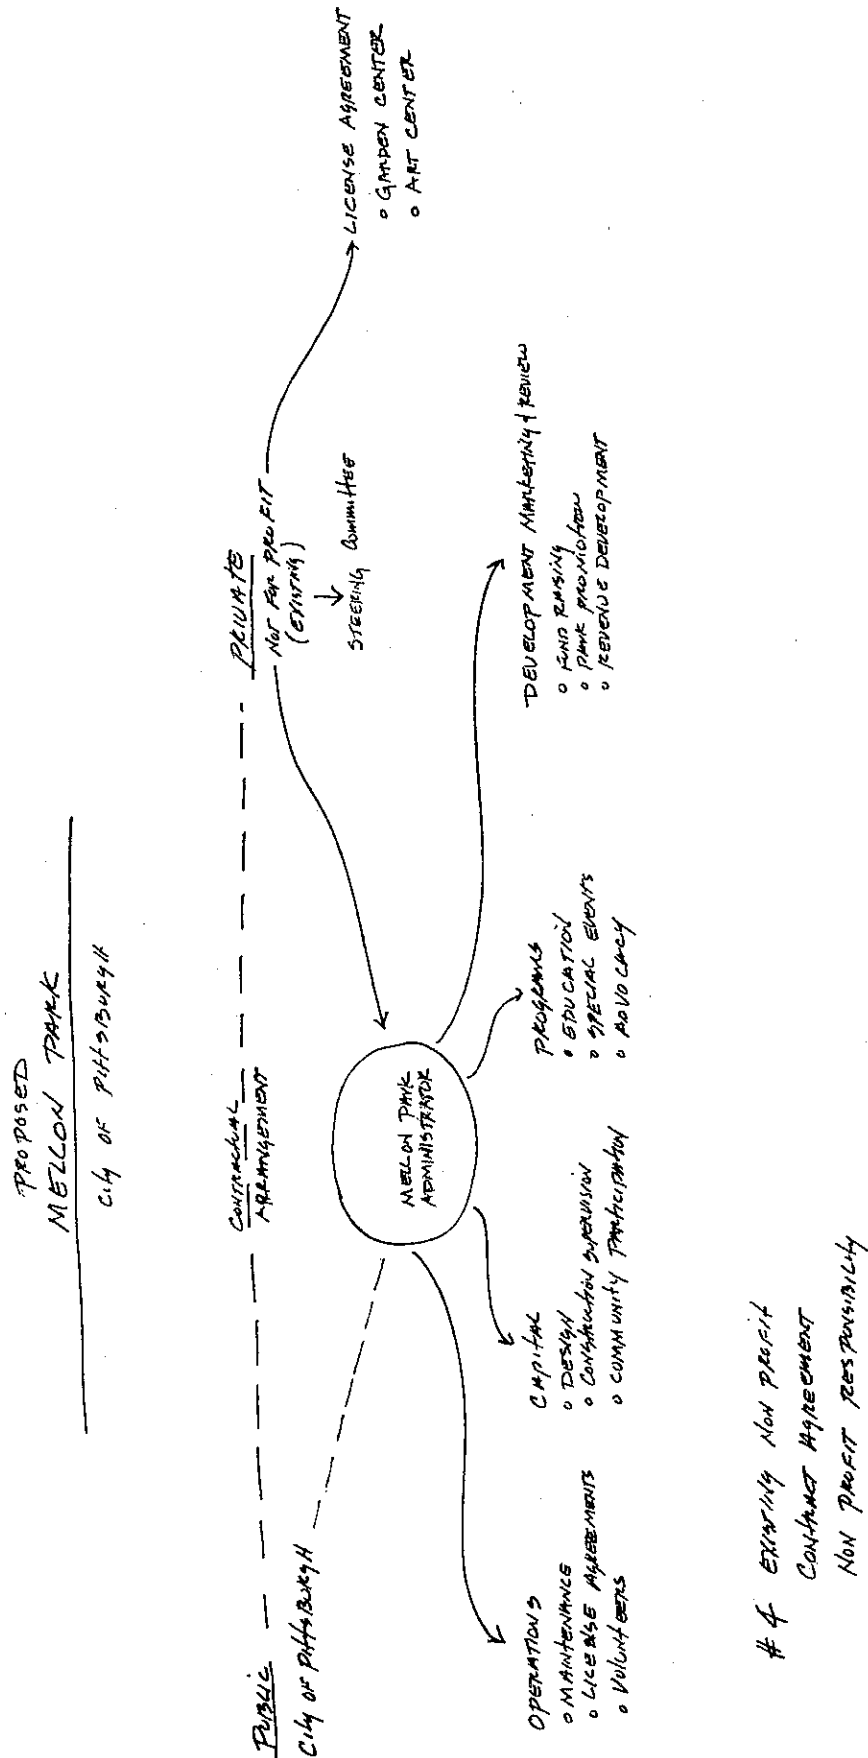 PROPOSED
MELLON PARK
City OF PittsBURgH
PUBLIC
CONTRACTUAL
ARRANGEMENT
PRIVATE
City OF PittsBURgH
NOT FOR PROFIT
(EXISTING)
STEERING Committee
LICENSE AGREEMENT
o GARDEN CENTER
o ART CENTER
MELLON PARK
ADMINISTRATOR
OPERATIONS
o MAINTENANCE
o LICENSE AGREEMENTS
o VOLUNTEERS
CAPITAL
o DESIGN
o CONSTRUCTION SUPERVISION
o COMMUNITY PARTICIPATION
PROGRAMS
o EDUCATION
o SPECIAL EVENTS
o ADVOCACY
DEVELOPMENT MARKETING & REVIEW
o FUND RAISING
o PARK PROMOTION
o REVENUE DEVELOPMENT
#4 EXISTING NON PROFIT
CONTRACT AGREEMENT
NON PROFIT RESPONSIBILITY